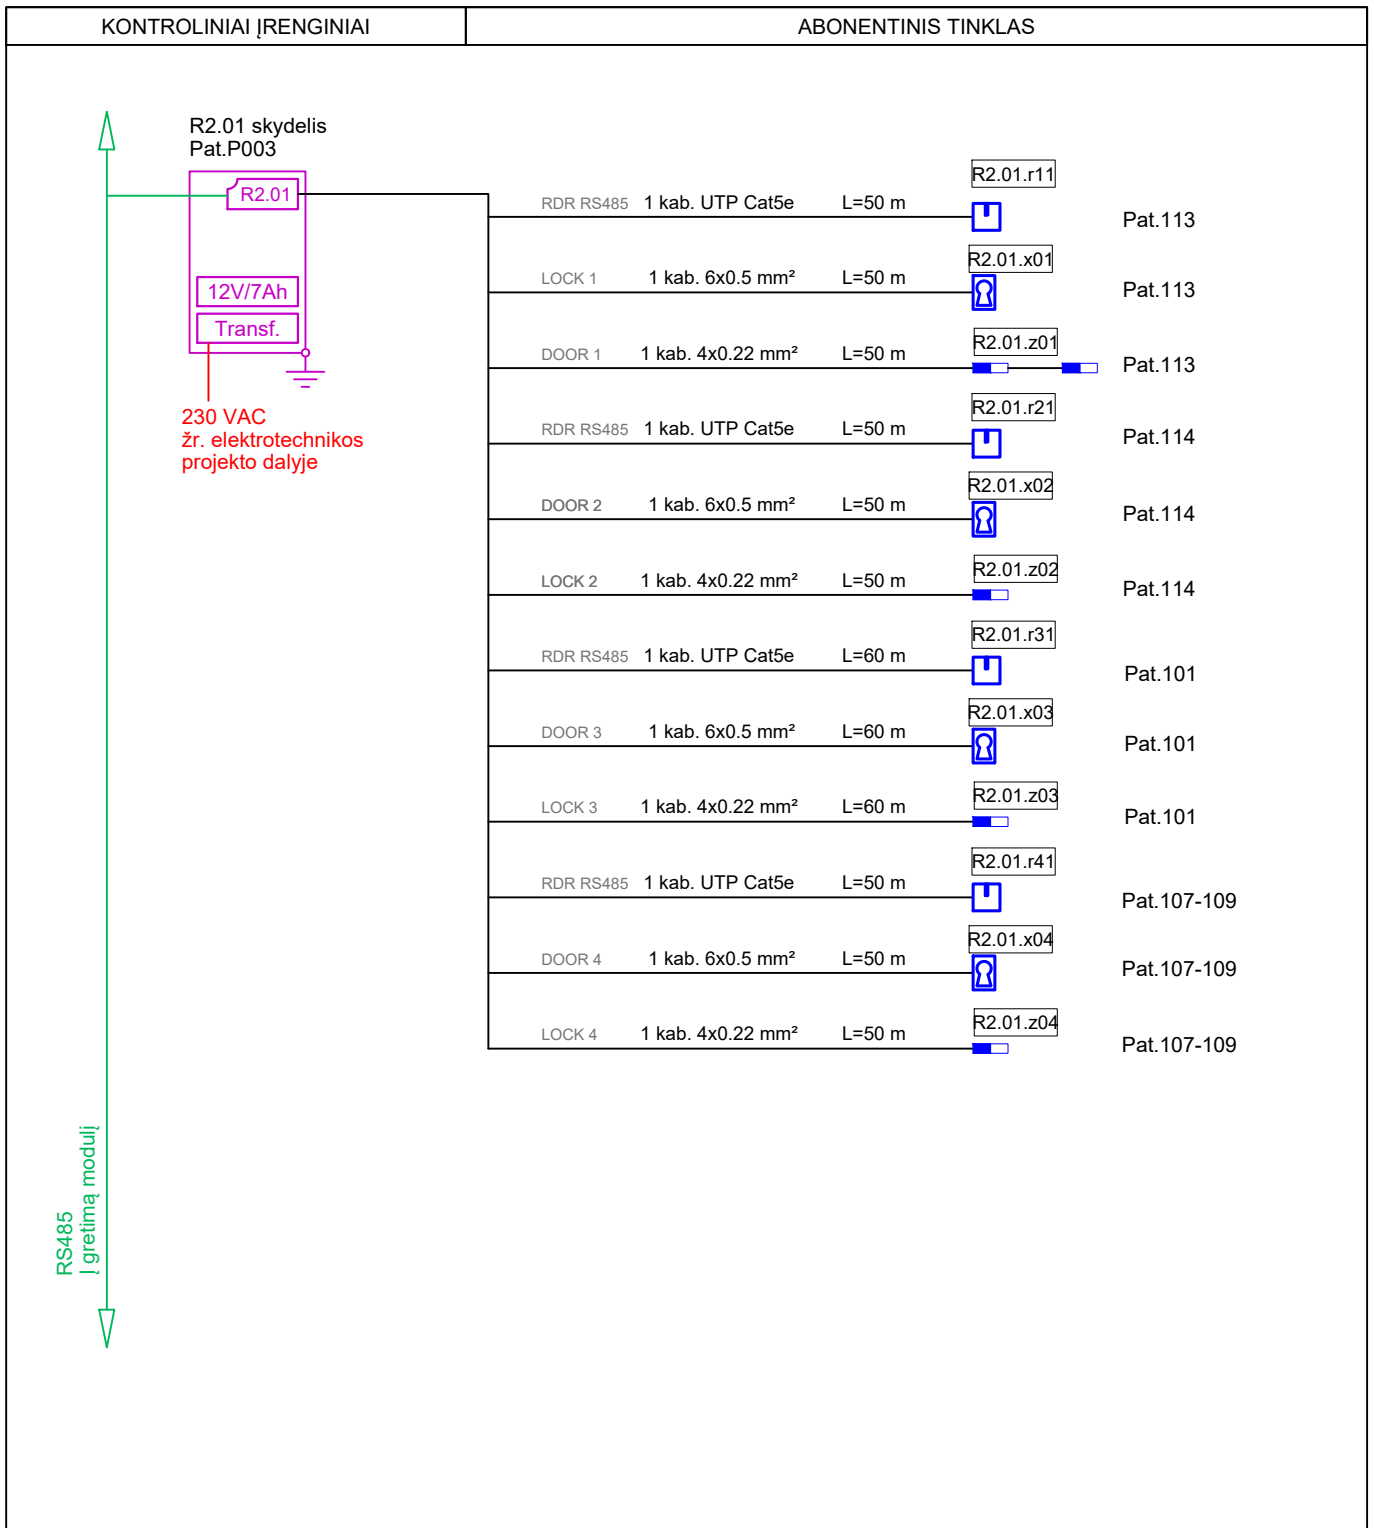 KONTROLINIAI ĮRENGINIAI
ABONENTINIS TINKLAS
R2.01 skydelis
Pat.P003
R2.01
12V/7Ah
Transf.
230 VAC
žr. elektrotechnikos
projekto dalyje
RS485
Į gretimą modulį
RDR RS485 1 kab. UTP Cat5e L=50 m R2.01.r11 Pat.113
LOCK 1 1 kab. 6x0.5 mm² L=50 m R2.01.x01 Pat.113
DOOR 1 1 kab. 4x0.22 mm² L=50 m R2.01.z01 Pat.113
RDR RS485 1 kab. UTP Cat5e L=50 m R2.01.r21 Pat.114
DOOR 2 1 kab. 6x0.5 mm² L=50 m R2.01.x02 Pat.114
LOCK 2 1 kab. 4x0.22 mm² L=50 m R2.01.z02 Pat.114
RDR RS485 1 kab. UTP Cat5e L=60 m R2.01.r31 Pat.101
DOOR 3 1 kab. 6x0.5 mm² L=60 m R2.01.x03 Pat.101
LOCK 3 1 kab. 4x0.22 mm² L=60 m R2.01.z03 Pat.101
RDR RS485 1 kab. UTP Cat5e L=50 m R2.01.r41 Pat.107-109
DOOR 4 1 kab. 6x0.5 mm² L=50 m R2.01.x04 Pat.107-109
LOCK 4 1 kab. 4x0.22 mm² L=50 m R2.01.z04 Pat.107-109